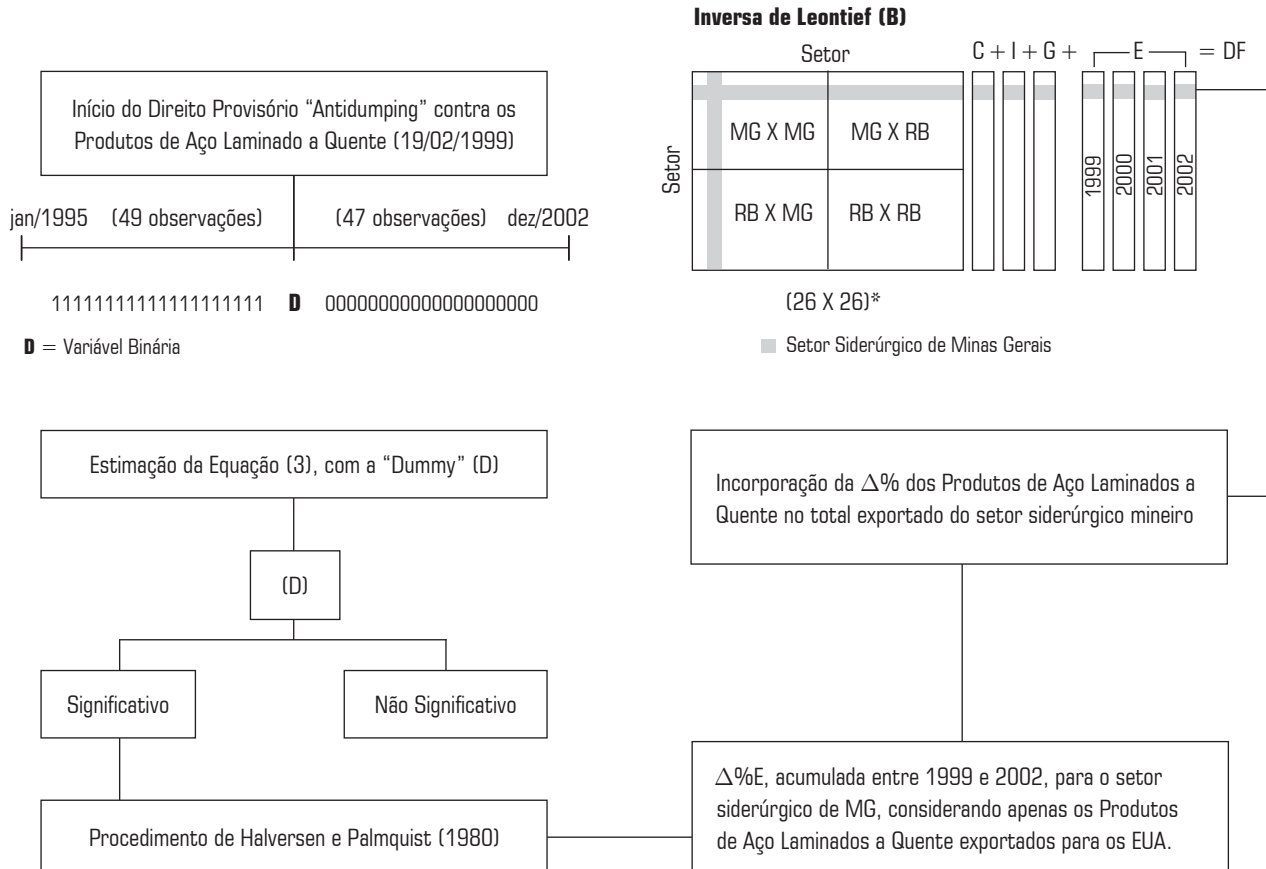 Início do Direito Provisório “Antidumping” contra os
Produtos de Aço Laminado a Quente (19/02/1999)
jan/1995 (49 observações) (47 observações) dez/2002
11111111111111111111 D 00000000000000000000
D = Variável Binária
Inversa de Leontief (B)
Setor C + I + G + E = DF
Setor
MG X MG MG X RB
RB X MG RB X RB
1999
2000
2001
2002
(26 X 26)*
Setor Siderúrgico de Minas Gerais
Estimação da Equação (3), com a “Dummy” (D)
(D)
Significativo Não Significativo
Procedimento de Halversen e Palmquist (1980)
Incorporação da Δ% dos Produtos de Aço Laminados a
Quente no total exportado do setor siderúrgico mineiro
Δ%E, acumulada entre 1999 e 2002, para o setor
siderúrgico de MG, considerando apenas os Produtos
de Aço Laminados a Quente exportados para os EUA.